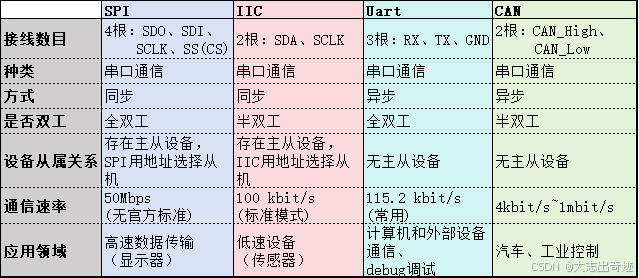 SPI IIC Uart CAN
接线数目 4根：SDO、SDI、SCLK、SS(CS) 2根：SDA、SCLK 3根：RX、TX、GND 2根：CAN_High、CAN_Low
种类 串口通信 串口通信 串口通信 串口通信
方式 同步 同步 异步 异步
是否双工 全双工 半双工 全双工 半双工
设备从属关系 存在主从设备，SPI用地址选择从机 存在主从设备，IIC用地址选择从机 无主从设备 无主从设备
通信速率 50Mbps (无官方标准) 100 kbit/s (标准模式) 115.2 kbit/s (常用) 4kbit/s~1mbit/s
应用领域 高速数据传输（显示器） 低速设备（传感器） 计算机和外部设备通信、debug调试 汽车、工业控制
CSDN @大志出奇迹